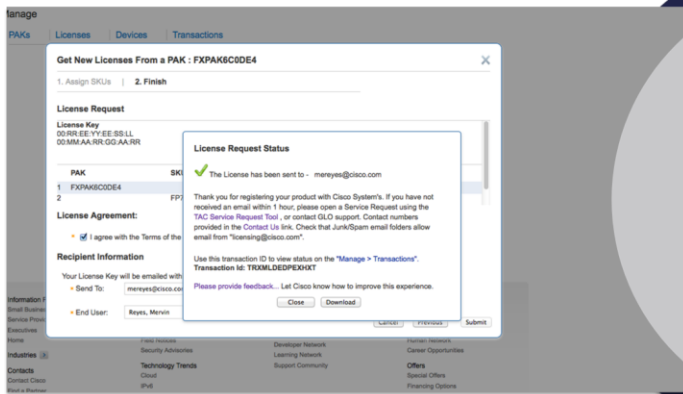 Manage
PAKs Licenses Devices Transactions
Get New Licenses From a PAK : FXPAK6C0DE4
1. Assign SKUs | 2. Finish
License Request
License Key
00:RR:EE:YY:EE:SS:LL
00:MM:AA:RR:GG:AA:RR
PAK
1 FXPAK6C0DE4
2
License Agreement:
I agree with the Terms of the
Recipient Information
Your License Key will be emailed with
Send To: mereyes@cisco.co
End User: Reyes, Mervin
License Request Status
The License has been sent to - mereyes@cisco.com
Thank you for registering your product with Cisco System's. If you have not
received an email within 1 hour, please open a Service Request using the
TAC Service Request Tool , or contact GLO support. Contact numbers
provided in the Contact Us link. Check that Junk/Spam email folders allow
email from "licensing@cisco.com".
Use this transaction ID to view status on the "Manage > Transactions".
Transaction Id: TRXMLDEDPEXHXT
Please provide feedback... Let Cisco know how to improve this experience.
Close Download
Cancel Previous Submit
Information F
Small Busines
Service Provi
Executives
Home
Industries
Contacts
Contact Cisco
Find a Partner
Field Notices
Security Advisories
Technology Trends
Cloud
IPv6
Developer Network
Learning Network
Support Community
Human Network
Career Opportunities
Offers
Special Offers
Financing Options